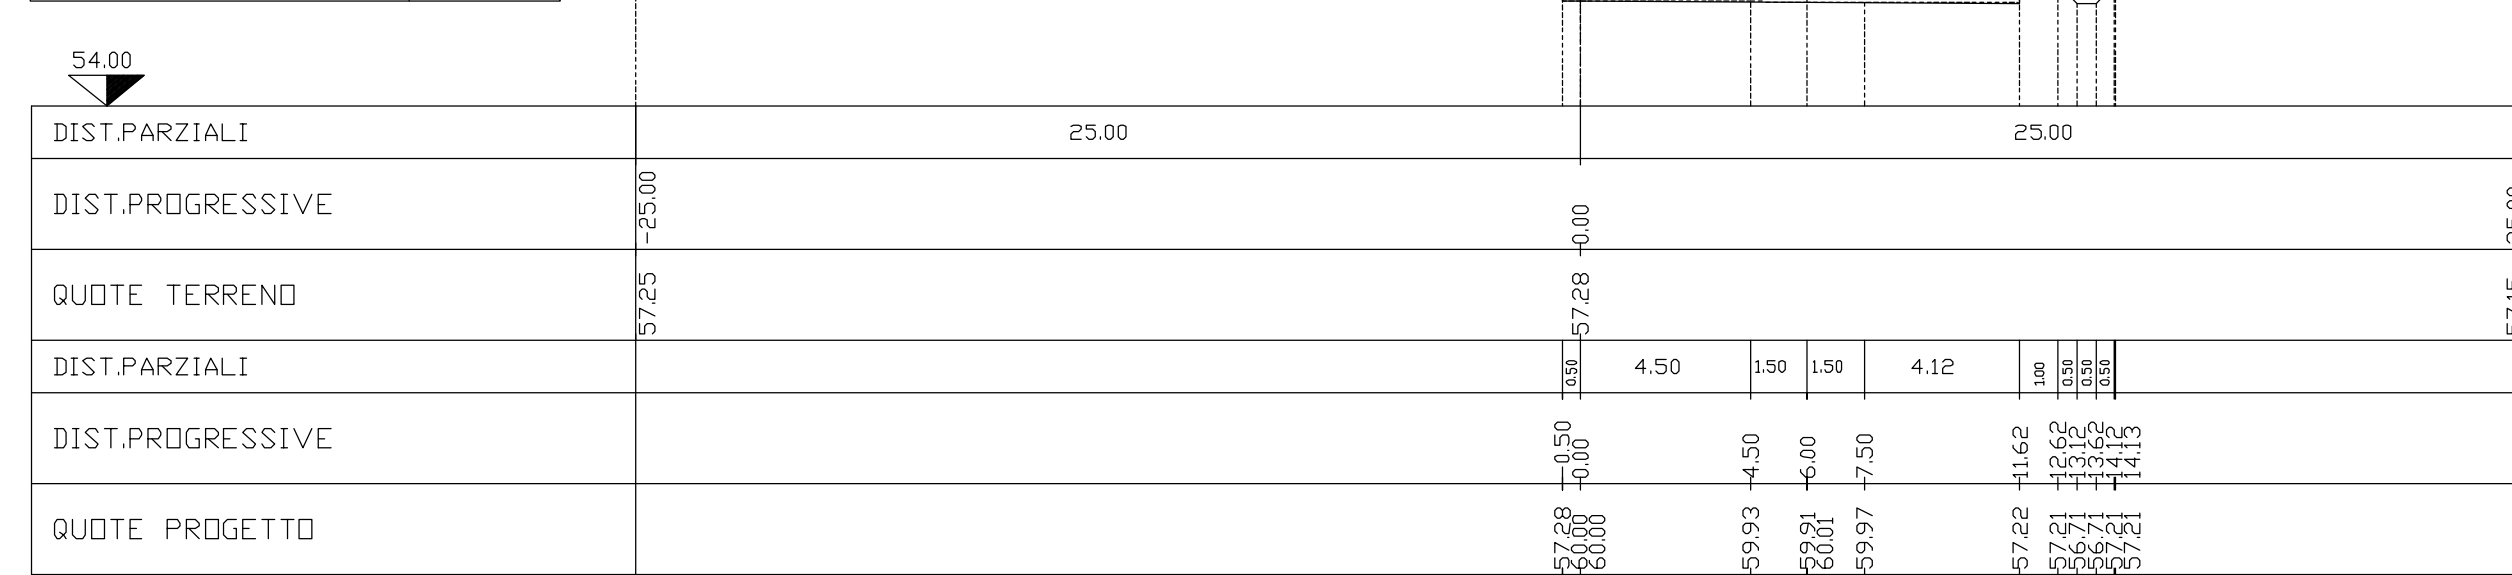 54.00
DIST.PARZIALI 25.00 25.00
DIST.PROGRESSIVE -25.00 0.00
QUOTE TERRENO 57.25 57.28
DIST.PARZIALI 0.50 4.50 1.50 1.50 4.12 1.00 0.50 0.50 0.50
DIST.PROGRESSIVE -0.50 0.00 4.50 6.00 7.50 11.62 12.62 13.12 13.62 14.12 14.13
QUOTE PROGETTO 57.28 60.00 60.00 59.93 59.91 60.01 59.97 57.22 57.21 56.71 56.71 57.21 57.21